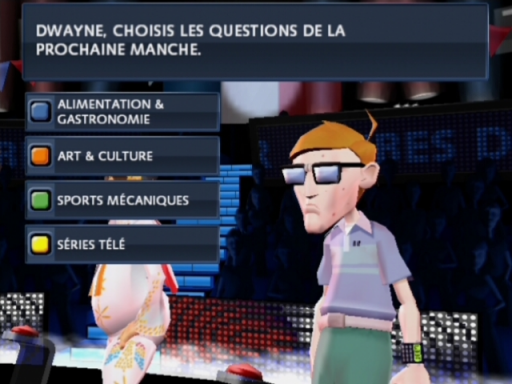 DWAYNE, CHOISIS LES QUESTIONS DE LA
PROCHAINE MANCHE.
ALIMENTATION &
GASTRONOMIE
ART & CULTURE
SPORTS MÉCANIQUES
SÉRIES TÉLÉ